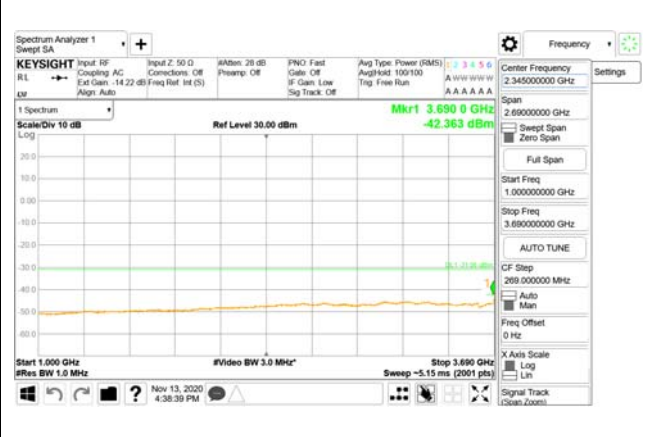 Spectrum Analyzer 1
Swept SA
Frequency
KEYSIGHT
RL
Input: RF
Coupling: AC
Ext Gain: -14.22 dB
Align: Auto
Input Z: 50 Ω
Corrections: Off
Freq Ref: Int (S)
#Atten: 28 dB
Preamp: Off
PNO: Fast
Gate: Off
IF Gain: Low
Sig Track: Off
Avg Type: Power (RMS)
Avg|Hold: 100/100
Trig: Free Run
1 2 3 4 5 6
A W W W W W
A A A A A A
Settings
1 Spectrum
Scale/Div 10 dB
Log
Ref Level 30.00 dBm
Mkr1 3.690 0 GHz
-42.363 dBm
20.0
10.0
0.00
-10.0
-20.0
-30.0
-40.0
-50.0
-60.0
1
Start 1.000 GHz
#Res BW 1.0 MHz
#Video BW 3.0 MHz*
Stop 3.690 GHz
Sweep ~5.15 ms (2001 pts)
Center Frequency
2.345000000 GHz
Span
2.69000000 GHz
Swept Span
Zero Span
Full Span
Start Freq
1.000000000 GHz
Stop Freq
3.690000000 GHz
AUTO TUNE
CF Step
269.000000 MHz
Auto
Man
Freq Offset
0 Hz
X Axis Scale
Log
Lin
Signal Track
(Span Zoom)
?
Nov 13, 2020
4:38:39 PM